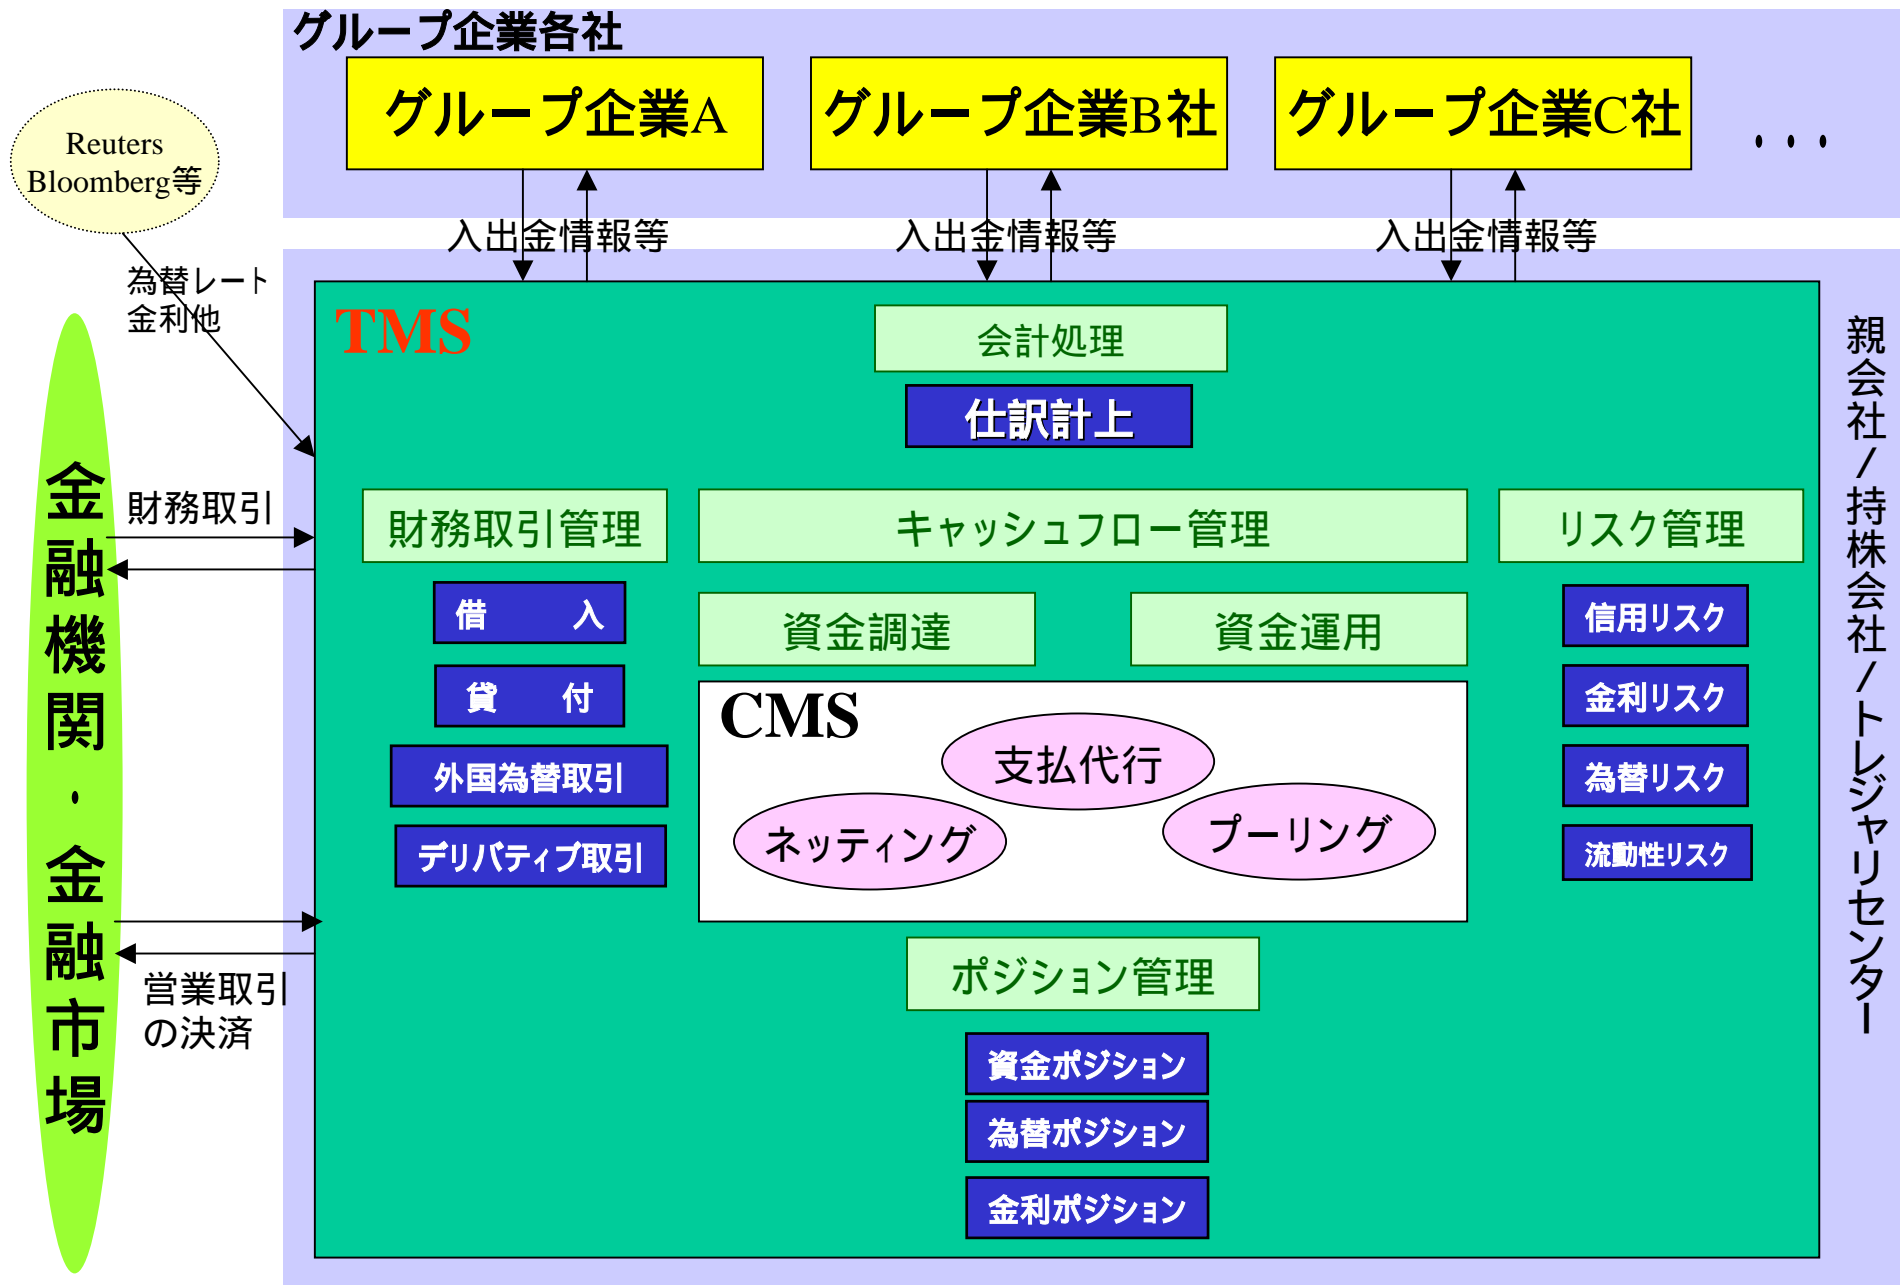 グループ企業各社
グループ企業A
グループ企業B社
グループ企業C社
・・・
Reuters
Bloomberg等
入出金情報等
入出金情報等
入出金情報等
為替レート
金利他
TMS
会計処理
仕訳計上
親会社/持株会社/トレジャリセンター
金融機関・金融市場
財務取引
財務取引管理
キャッシュフロー管理
リスク管理
借 入
貸 付
外国為替取引
デリバティブ取引
資金調達
資金運用
信用リスク
金利リスク
為替リスク
流動性リスク
CMS
支払代行
ネッティング
プーリング
営業取引
の決済
ポジション管理
資金ポジション
為替ポジション
金利ポジション